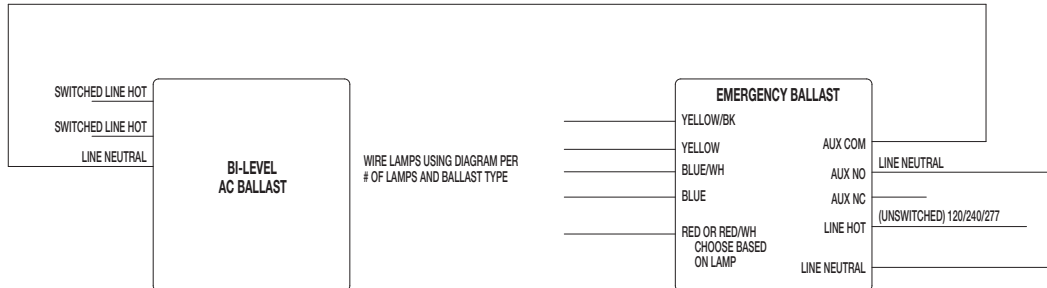 SWITCHED LINE HOT
SWITCHED LINE HOT
LINE NEUTRAL
BI-LEVEL
AC BALLAST
WIRE LAMPS USING DIAGRAM PER
# OF LAMPS AND BALLAST TYPE
EMERGENCY BALLAST
YELLOW/BK
YELLOW
BLUE/WH
BLUE
RED OR RED/WH
CHOOSE BASED
ON LAMP
AUX COM
AUX NO
AUX NC
LINE HOT
LINE NEUTRAL
LINE NEUTRAL
(UNSWITCHED) 120/240/277